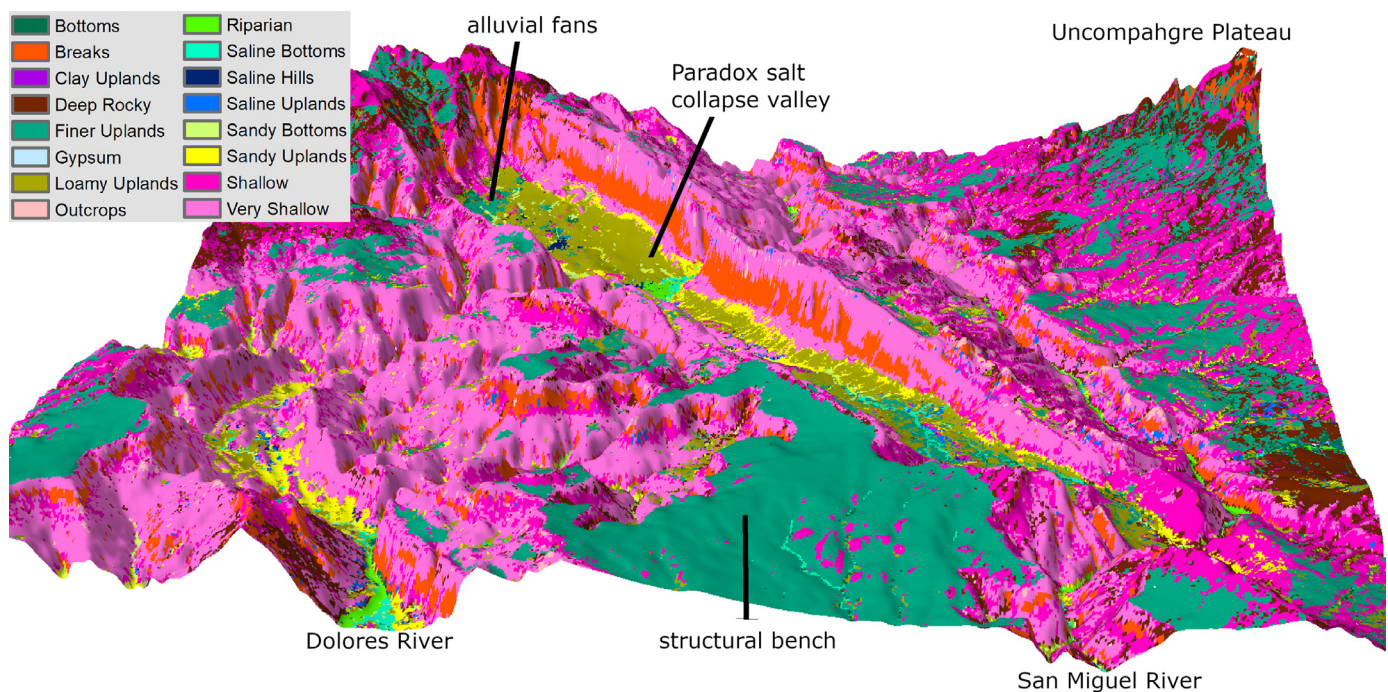 Bottoms
Breaks
Clay Uplands
Deep Rocky
Finer Uplands
Gypsum
Loamy Uplands
Outcrops
Riparian
Saline Bottoms
Saline Hills
Saline Uplands
Sandy Bottoms
Sandy Uplands
Shallow
Very Shallow
alluvial fans
Paradox salt
collapse valley
Uncompahgre Plateau
Dolores River
structural bench
San Miguel River